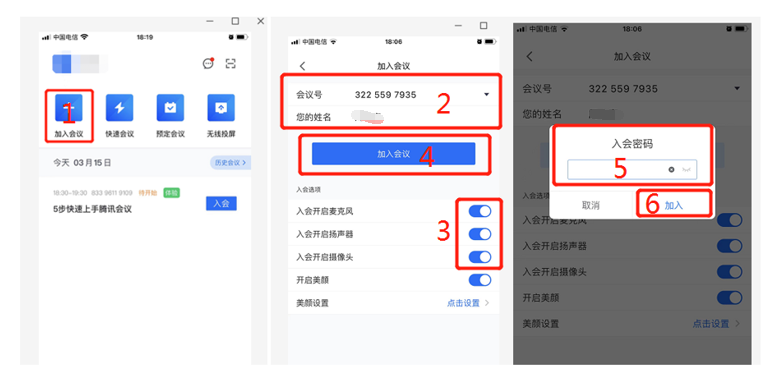 中国电信
18:19
1
加入会议
快速会议
预定会议
无线投屏
今天 03月15日
历史会议 >
18:30-19:30
待开始
体验
5步快速上手腾讯会议
入会
中国电信
18:06
加入会议
会议号 322 559 7935
2
您的姓名
加入会议
4
入会选项
入会开启麦克风
入会开启扬声器
3
入会开启摄像头
开启美颜
美颜设置 点击设置 >
中国电信
18:06
加入会议
会议号 322 559 7935
您的姓名
入会密码
5
取消
6
加入
入会选项
入会开启麦克风
入会开启扬声器
入会开启摄像头
开启美颜
美颜设置 点击设置 >